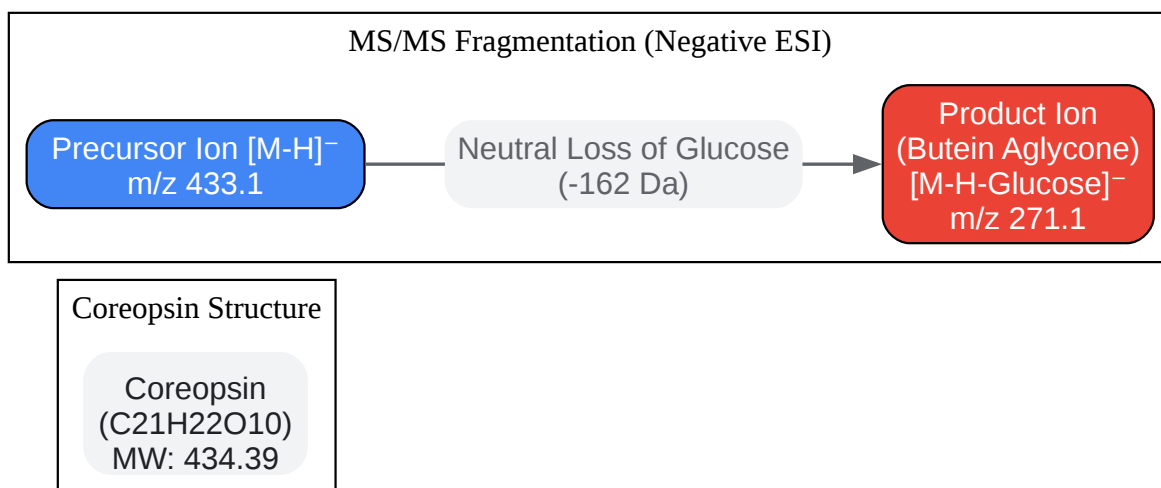 MS/MS Fragmentation (Negative ESI)
Precursor Ion [M-H]⁻
m/z 433.1
Neutral Loss of Glucose
(-162 Da)
Product Ion
(Butein Aglycone)
[M-H-Glucose]⁻
m/z 271.1
Coreopsin Structure
Coreopsin
(C21H22O10)
MW: 434.39